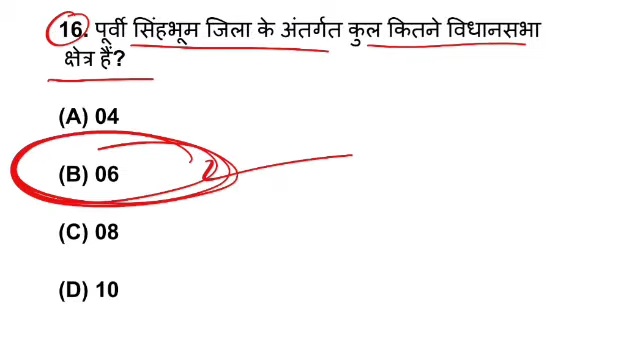 16. पूर्वी सिंहभूम जिला के अंतर्गत कुल कितने विधानसभा
क्षेत्र हैं?
(A) 04
(B) 06
(C) 08
(D) 10